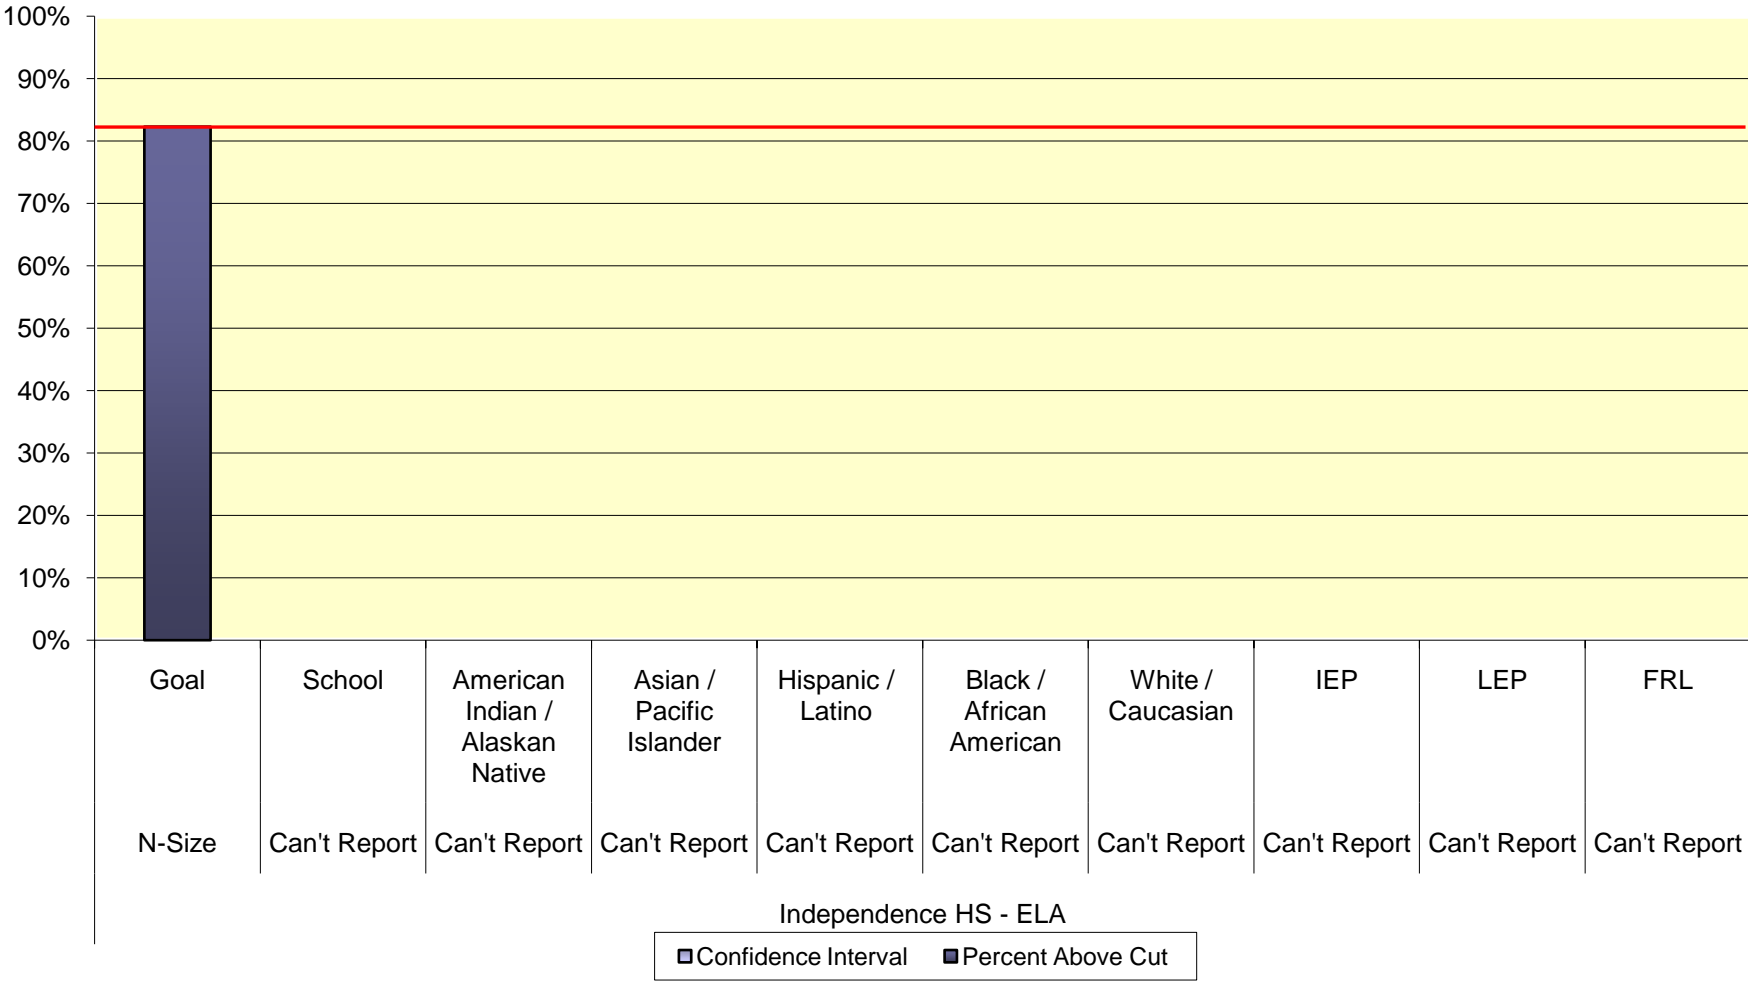 100%
90%
80%
70%
60%
50%
40%
30%
20%
10%
0%
Goal
School
American
Indian /
Alaskan
Native
Asian /
Pacific
Islander
Hispanic /
Latino
Black /
African
American
White /
Caucasian
IEP
LEP
FRL
N-Size
Can't Report
Can't Report
Can't Report
Can't Report
Can't Report
Can't Report
Can't Report
Can't Report
Can't Report
Independence HS - ELA
Confidence Interval
Percent Above Cut